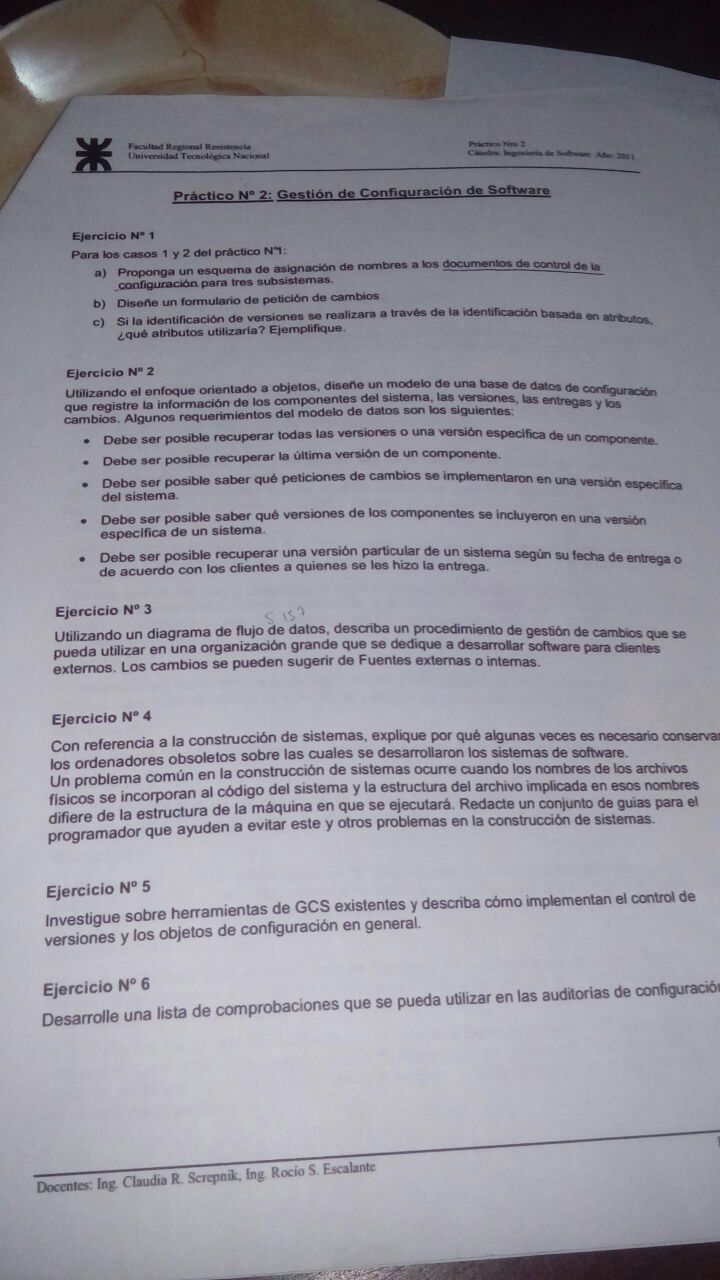 Facultad Regional Resistencia
Universidad Tecnológica Nacional
Práctico Nro 2
Cátedra: Ingeniería de Software Año: 2011
Práctico Nº 2: Gestión de Configuración de Software
Ejercicio Nº 1
Para los casos 1 y 2 del práctico Nº1:
a) Proponga un esquema de asignación de nombres a los documentos de control de la
configuración para tres subsistemas.
b) Diseñe un formulario de petición de cambios
c) Si la identificación de versiones se realizara a través de la identificación basada en atributos,
¿qué atributos utilizaría? Ejemplifique.
Ejercicio Nº 2
Utilizando el enfoque orientado a objetos, diseñe un modelo de una base de datos de configuración
que registre la información de los componentes del sistema, las versiones, las entregas y los
cambios. Algunos requerimientos del modelo de datos son los siguientes:
• Debe ser posible recuperar todas las versiones o una versión específica de un componente.
• Debe ser posible recuperar la última versión de un componente.
• Debe ser posible saber qué peticiones de cambios se implementaron en una versión específica
del sistema.
• Debe ser posible saber qué versiones de los componentes se incluyeron en una versión
específica de un sistema.
• Debe ser posible recuperar una versión particular de un sistema según su fecha de entrega o
de acuerdo con los clientes a quienes se les hizo la entrega.
Ejercicio Nº 3
Utilizando un diagrama de flujo de datos, describa un procedimiento de gestión de cambios que se
pueda utilizar en una organización grande que se dedique a desarrollar software para clientes
externos. Los cambios se pueden sugerir de Fuentes externas o internas.
Ejercicio Nº 4
Con referencia a la construcción de sistemas, explique por qué algunas veces es necesario conservar
los ordenadores obsoletos sobre las cuales se desarrollaron los sistemas de software.
Un problema común en la construcción de sistemas ocurre cuando los nombres de los archivos
físicos se incorporan al código del sistema y la estructura del archivo implicada en esos nombres
difiere de la estructura de la máquina en que se ejecutará. Redacte un conjunto de guias para el
programador que ayuden a evitar este y otros problemas en la construcción de sistemas.
Ejercicio Nº 5
Investigue sobre herramientas de GCS existentes y describa cómo implementan el control de
versiones y los objetos de configuración en general.
Ejercicio Nº 6
Desarrolle una lista de comprobaciones que se pueda utilizar en las auditorías de configuración
Docentes: Ing. Claudia R. Screpnik, Ing. Rocío S. Escalante